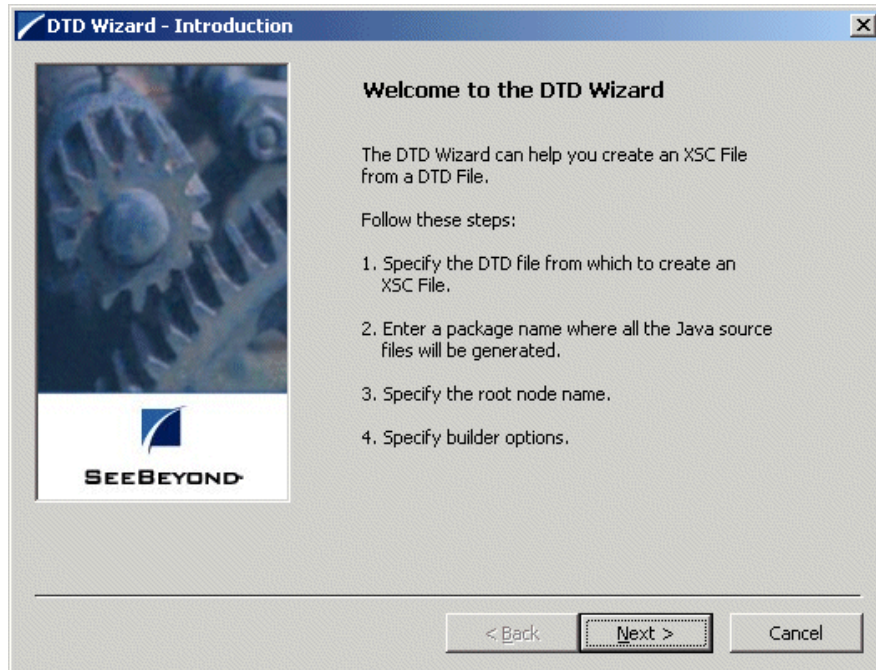 DTD Wizard - Introduction
Welcome to the DTD Wizard
The DTD Wizard can help you create an XSC File
from a DTD File.
Follow these steps:
1. Specify the DTD file from which to create an
XSC File.
2. Enter a package name where all the Java source
files will be generated.
3. Specify the root node name.
4. Specify builder options.
SEEBEYOND
< Back
Next >
Cancel